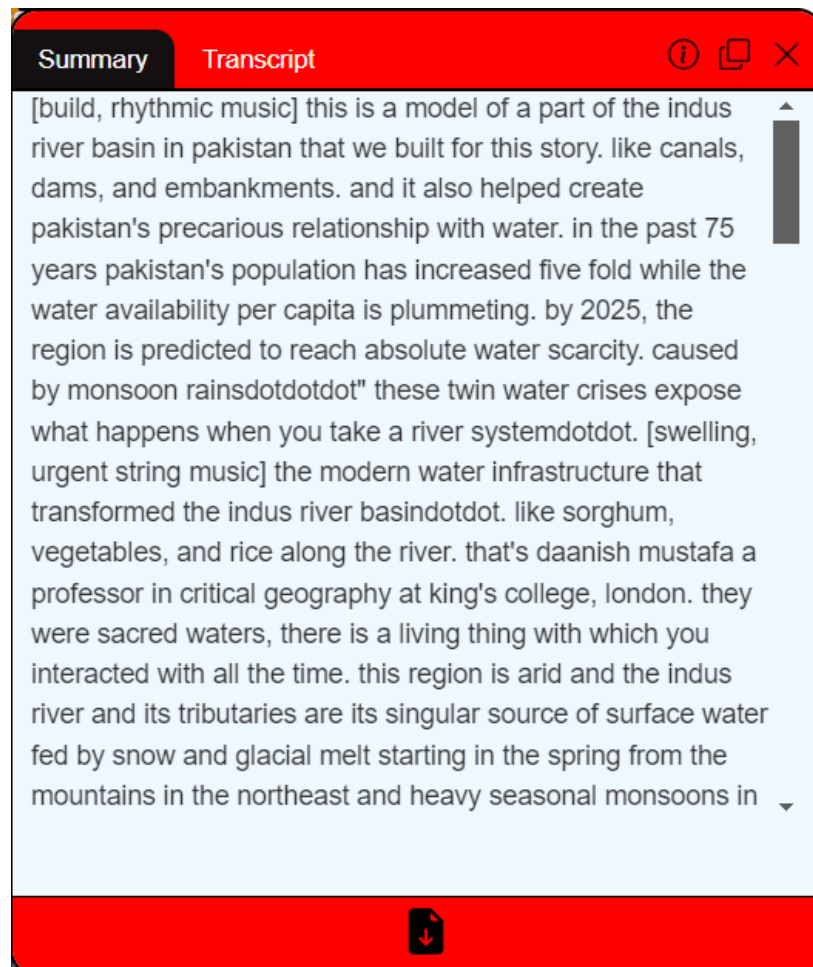 Summary
Transcript
[build, rhythmic music] this is a model of a part of the indus
river basin in pakistan that we built for this story. like canals,
dams, and embankments. and it also helped create
pakistan's precarious relationship with water. in the past 75
years pakistan's population has increased five fold while the
water availability per capita is plummeting. by 2025, the
region is predicted to reach absolute water scarcity. caused
by monsoon rainsdotdotdot" these twin water crises expose
what happens when you take a river systemdotdot. [swelling,
urgent string music] the modern water infrastructure that
transformed the indus river basindotdot. like sorghum,
vegetables, and rice along the river. that's daanish mustafa a
professor in critical geography at king's college, london. they
were sacred waters, there is a living thing with which you
interacted with all the time. this region is arid and the indus
river and its tributaries are its singular source of surface water
fed by snow and glacial melt starting in the spring from the
mountains in the northeast and heavy seasonal monsoons in